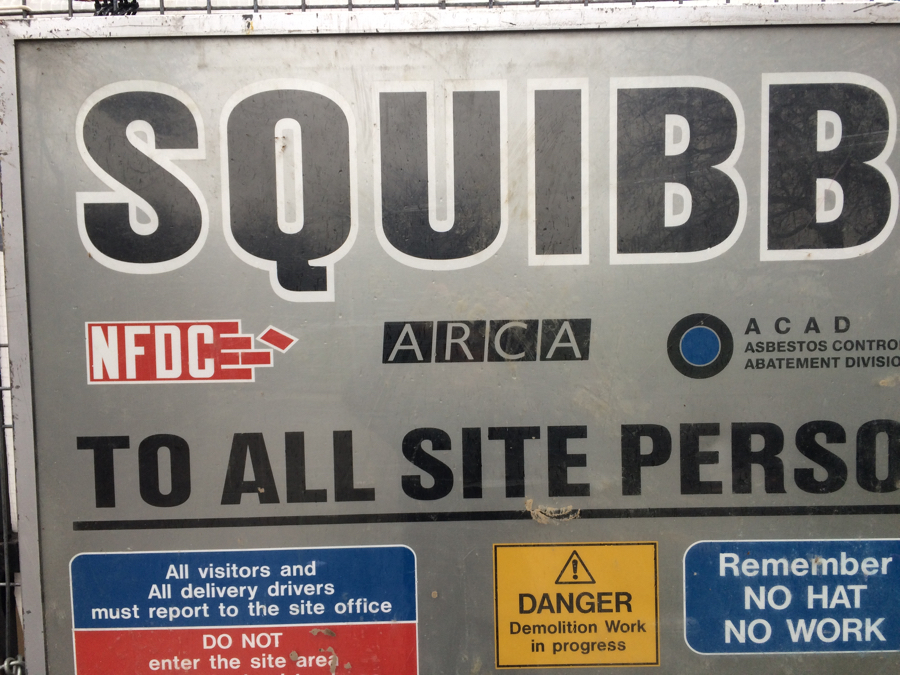 SQUIBB
NFDC
ARCA
ACAD
ASBESTOS CONTRO
ABATEMENT DIVISIO
TO ALL SITE PERSO
All visitors and
All delivery drivers
must report to the site office
DO NOT
enter the site area
DANGER
Demolition Work
in progress
Remember
NO HAT
NO WORK